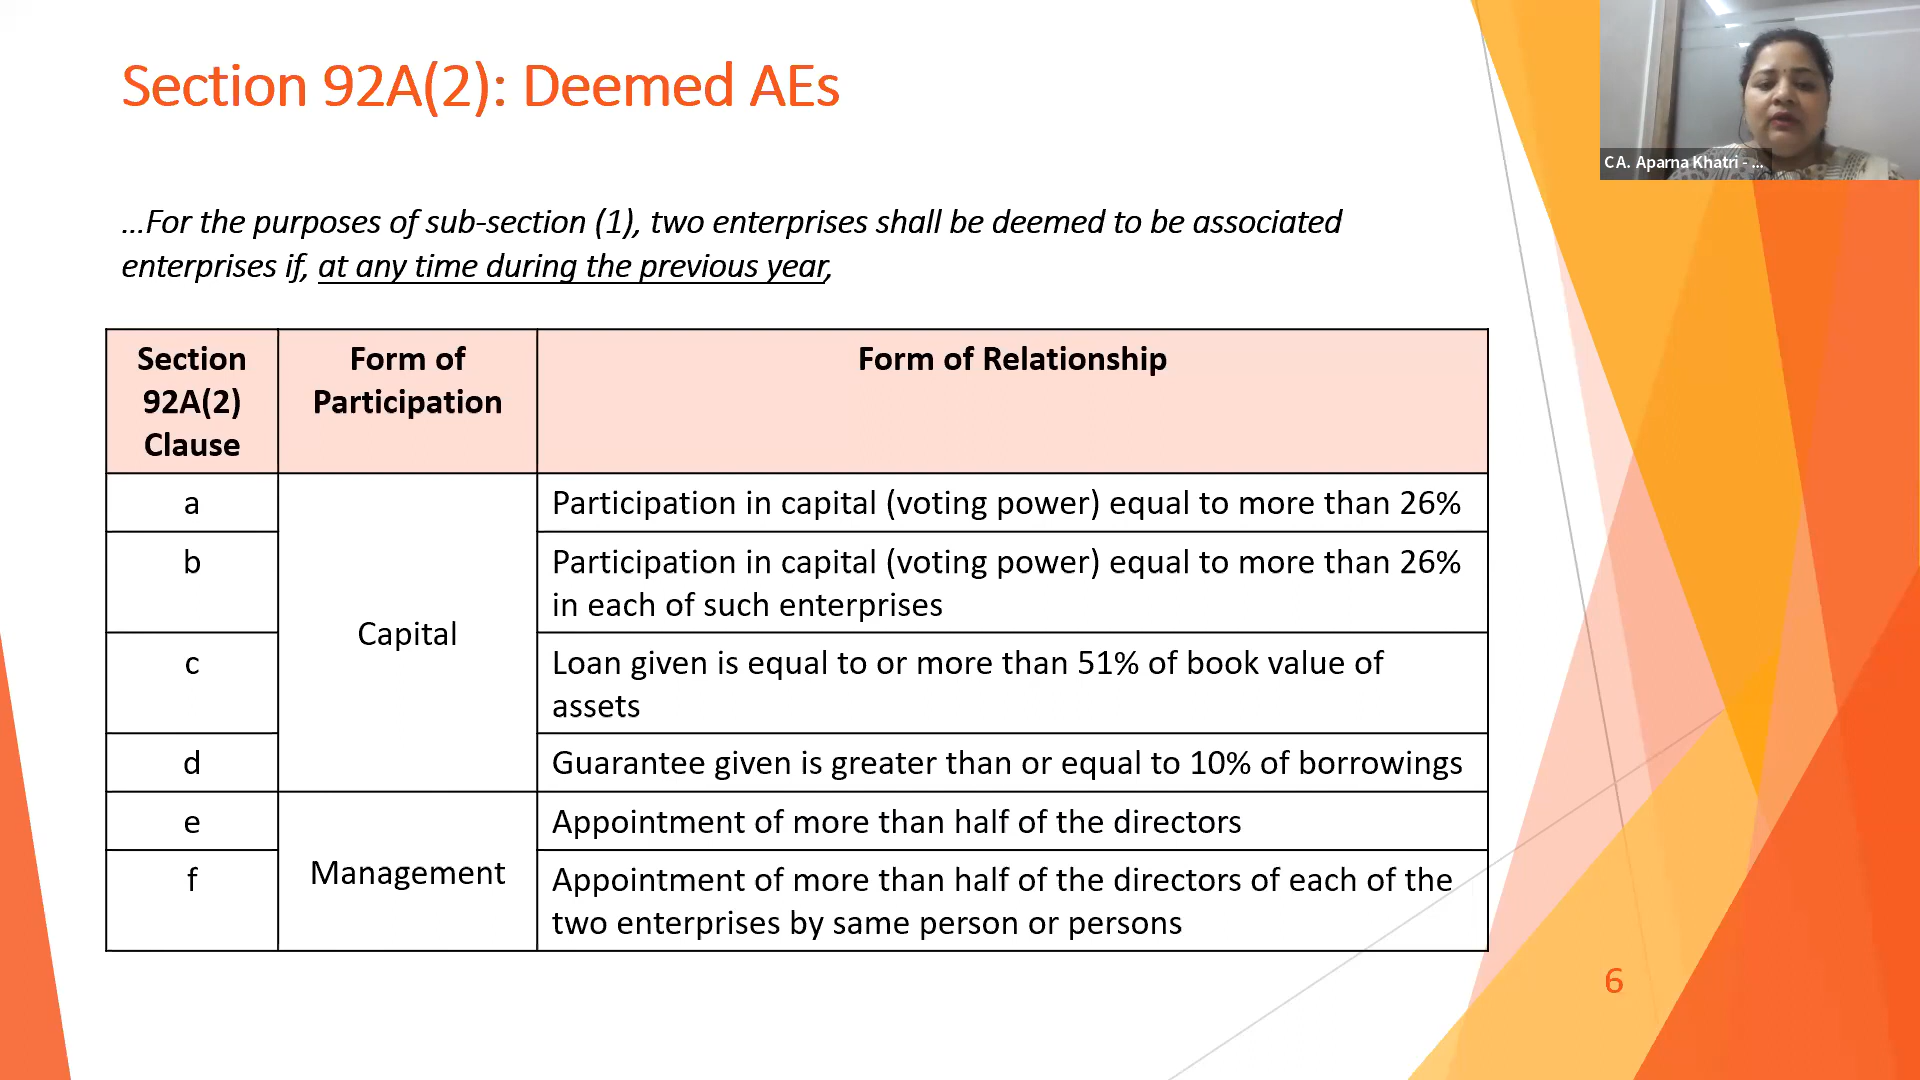 Section 92A(2): Deemed AEs
CA. Aparna Khatri - ...
...For the purposes of sub-section (1), two enterprises shall be deemed to be associated
enterprises if, at any time during the previous year,
Section
92A(2)
Clause
Form of
Participation
Form of Relationship
a
Capital
Participation in capital (voting power) equal to more than 26%
b
Participation in capital (voting power) equal to more than 26%
in each of such enterprises
c
Loan given is equal to or more than 51% of book value of
assets
d
Guarantee given is greater than or equal to 10% of borrowings
e
Management
Appointment of more than half of the directors
f
Appointment of more than half of the directors of each of the
two enterprises by same person or persons
6